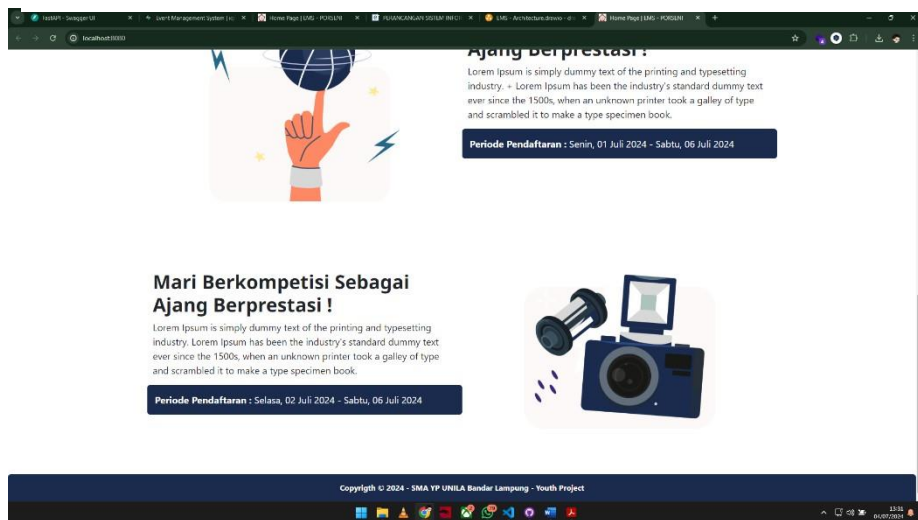 FastAPI - Swagger UI
Event Management System
Home Page | EMS - PORSENI
PERANCANGAN SISTEM
EMS - Architecture.drawio
Home Page | EMS - PORSENI
localhost:8080
Ajang Berprestasi !
Lorem Ipsum is simply dummy text of the printing and typesetting
industry. + Lorem Ipsum has been the industry's standard dummy text
ever since the 1500s, when an unknown printer took a galley of type
and scrambled it to make a type specimen book.
Periode Pendaftaran : Senin, 01 Juli 2024 - Sabtu, 06 Juli 2024
Mari Berkompetisi Sebagai
Ajang Berprestasi !
Lorem Ipsum is simply dummy text of the printing and typesetting
industry. Lorem Ipsum has been the industry's standard dummy text
ever since the 1500s, when an unknown printer took a galley of type
and scrambled it to make a type specimen book.
Periode Pendaftaran : Selasa, 02 Juli 2024 - Sabtu, 06 Juli 2024
Copyrigth © 2024 - SMA YP UNILA Bandar Lampung - Youth Project
13:31
04/07/2024